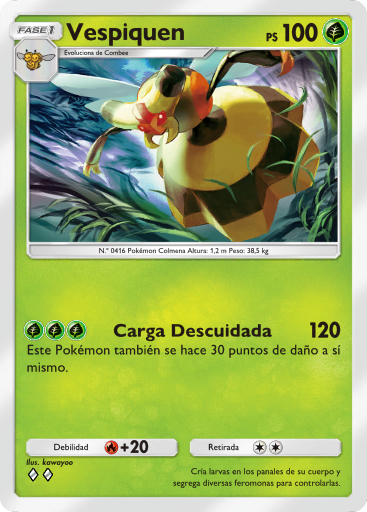 FASE 1
Vespiquen
PS 100
Evoluciona de Combee
N.º 0416 Pokémon Colmena Altura: 1,2 m Peso: 38,5 kg
Carga Descuidada 120
Este Pokémon también se hace 30 puntos de daño a sí
mismo.
Debilidad +20
Retirada
Ilus. kawayoo
Cría larvas en los panales de su cuerpo y
segrega diversas feromonas para controlarlas.